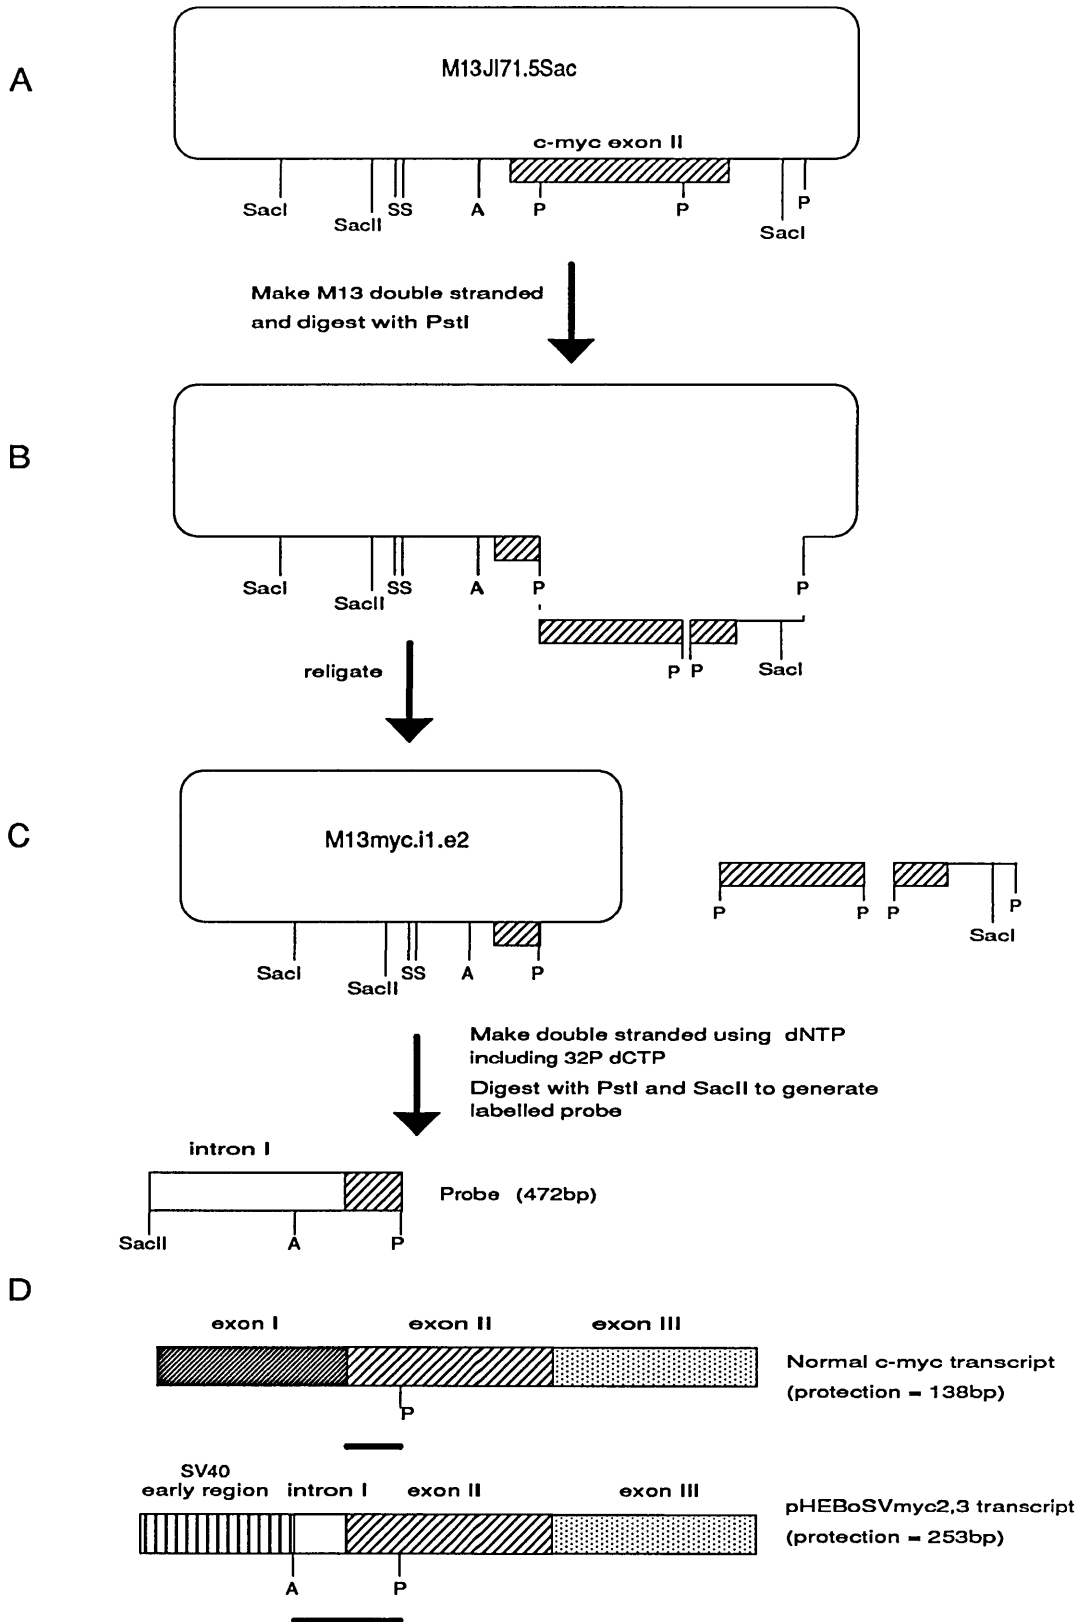 A
M13JI71.5Sac
c-myc exon II
SacI
SacII
SS
A
P
P
SacI
P
Make M13 double stranded
and digest with PstI
B
SacI
SacII
SS
A
P
P
P P
SacI
religate
C
M13myc.i1.e2
SacI
SacII
SS
A
P
P
P
P
SacI
P
Make double stranded using dNTP
including 32P dCTP
Digest with PstI and SacII to generate
labelled probe
intron I
Probe (472bp)
SacII
A
P
D
exon I
exon II
exon III
Normal c-myc transcript
(protection = 138bp)
P
SV40
early region
intron I
exon II
exon III
pHEBoSVmyc2,3 transcript
(protection = 253bp)
A
P